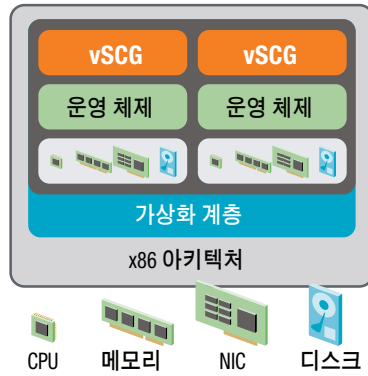 vSCG vSCG
운영 체제 운영 체제
가상화 계층
x86 아키텍처
CPU 메모리 NIC 디스크